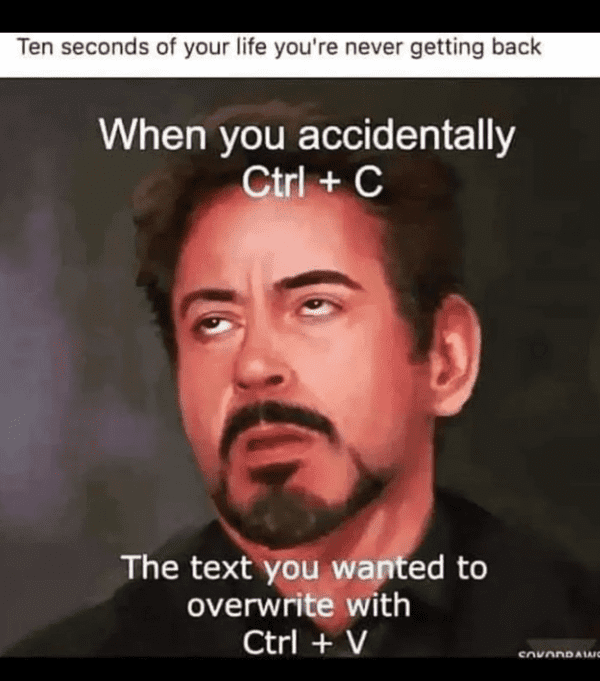 Ten seconds of your life you're never getting back
When you accidentally
Ctrl + C
The text you wanted to
overwrite with
Ctrl + V
SOKODRAWS